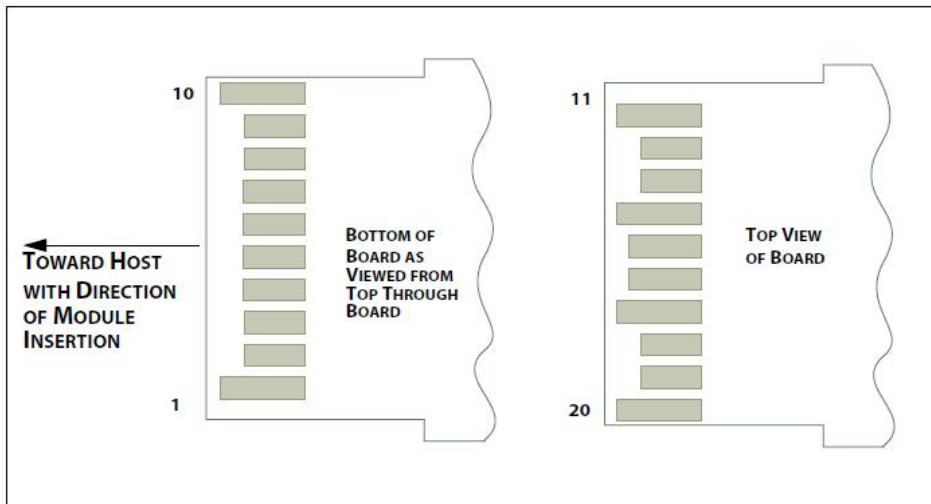 10
1
TOWARD HOST
WITH DIRECTION
OF MODULE
INSERTION
BOTTOM OF
BOARD AS
VIEWED FROM
TOP THROUGH
BOARD
11
20
TOP VIEW
OF BOARD